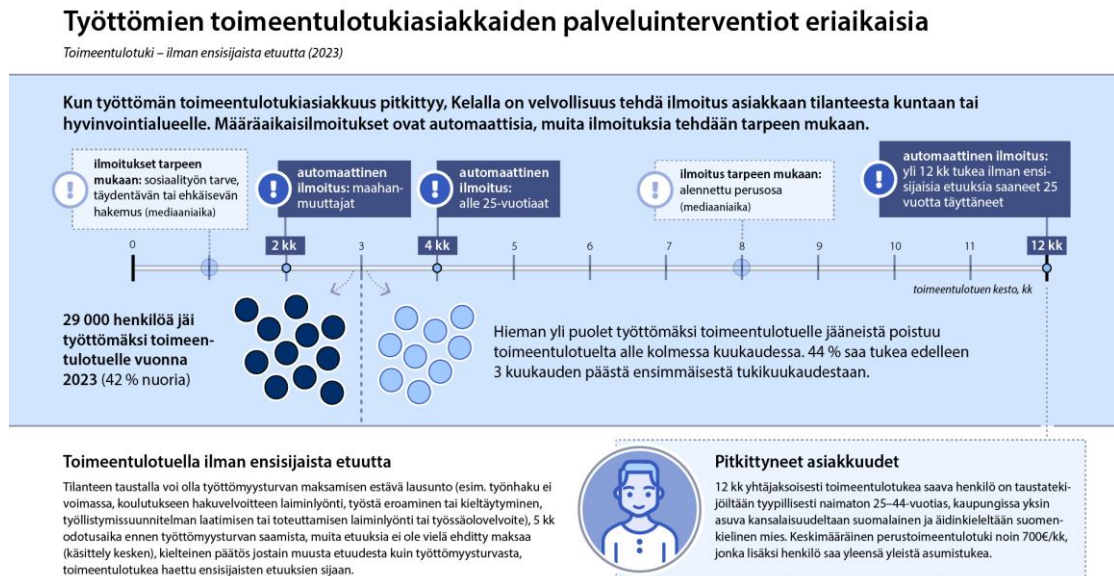 Työttömien toimeentulotukiasiakkaiden palveluinterventiot eriaikaisia
Toimeentulotuki – ilman ensisijaista etuutta (2023)
Kun työttömän toimeentulotukiasiakkuus pitkittyy, Kelalla on velvollisuus tehdä ilmoitus asiakkaan tilanteesta kuntaan tai
hyvinvointialueelle. Määräaikaisilmoitukset ovat automaattisia, muita ilmoituksia tehdään tarpeen mukaan.
ilmoitukset tarpeen
mukaan: sosiaalityön tarve,
täydentävän tai ehkäisevän
hakemus (mediaaniaika)
automaattinen
ilmoitus: maahan-
muuttajat
automaattinen
ilmoitus:
alle 25-vuotiaat
ilmoitus tarpeen mukaan:
alennettu perusosa
(mediaaniaika)
automaattinen ilmoitus:
yli 12 kk tukea ilman ensi-
sijaisia etuuksia saaneet 25
vuotta täyttäneet
0 2 kk 3 4 kk 5 6 7 8 9 10 11 12 kk
toimeentulotuen kesto, kk
29 000 henkilöä jäi
työttömäksi toimeen-
tulotuelle vuonna
2023 (42 % nuoria)
Hieman yli puolet työttömäksi toimeentulotuelle jääneistä poistuu
toimeentulotuelta alle kolmessa kuukaudessa. 44 % saa tukea edelleen
3 kuukauden päästä ensimmäisestä tukikuukaudestaan.
Toimeentulotuella ilman ensisijaista etuutta
Tilanteen taustalla voi olla työttömyysturvan maksamisen estävä lausunto (esim. työnhaku ei
voimassa, koulutukseen hakuvelvoitteen laiminlyönti, työstä eroaminen tai kieltäytyminen,
työllistymissuunnitelman laatimisen tai toteuttamisen laiminlyönti tai työssäolovelvoite), 5 kk
odotusaika ennen työttömyysturvan saamista, muita etuuksia ei ole vielä ehditty maksaa
(käsittely kesken), kielteinen päätös jostain muusta etuudesta kuin työttömyysturvasta,
toimeentulotukea haettu ensisijaisten etuuksien sijaan.
Pitkittyneet asiakkuudet
12 kk yhtäjaksoisesti toimeentulotukea saava henkilö on taustateki-
jöiltään tyypillisesti naimaton 25–44-vuotias, kaupungissa yksin
asuva kansalaisuudeltaan suomalainen ja äidinkieleltään suomen-
kielinen mies. Keskimääräinen perustoimeentulotuki noin 700€/kk,
jonka lisäksi henkilö saa yleensä yleistä asumistukea.